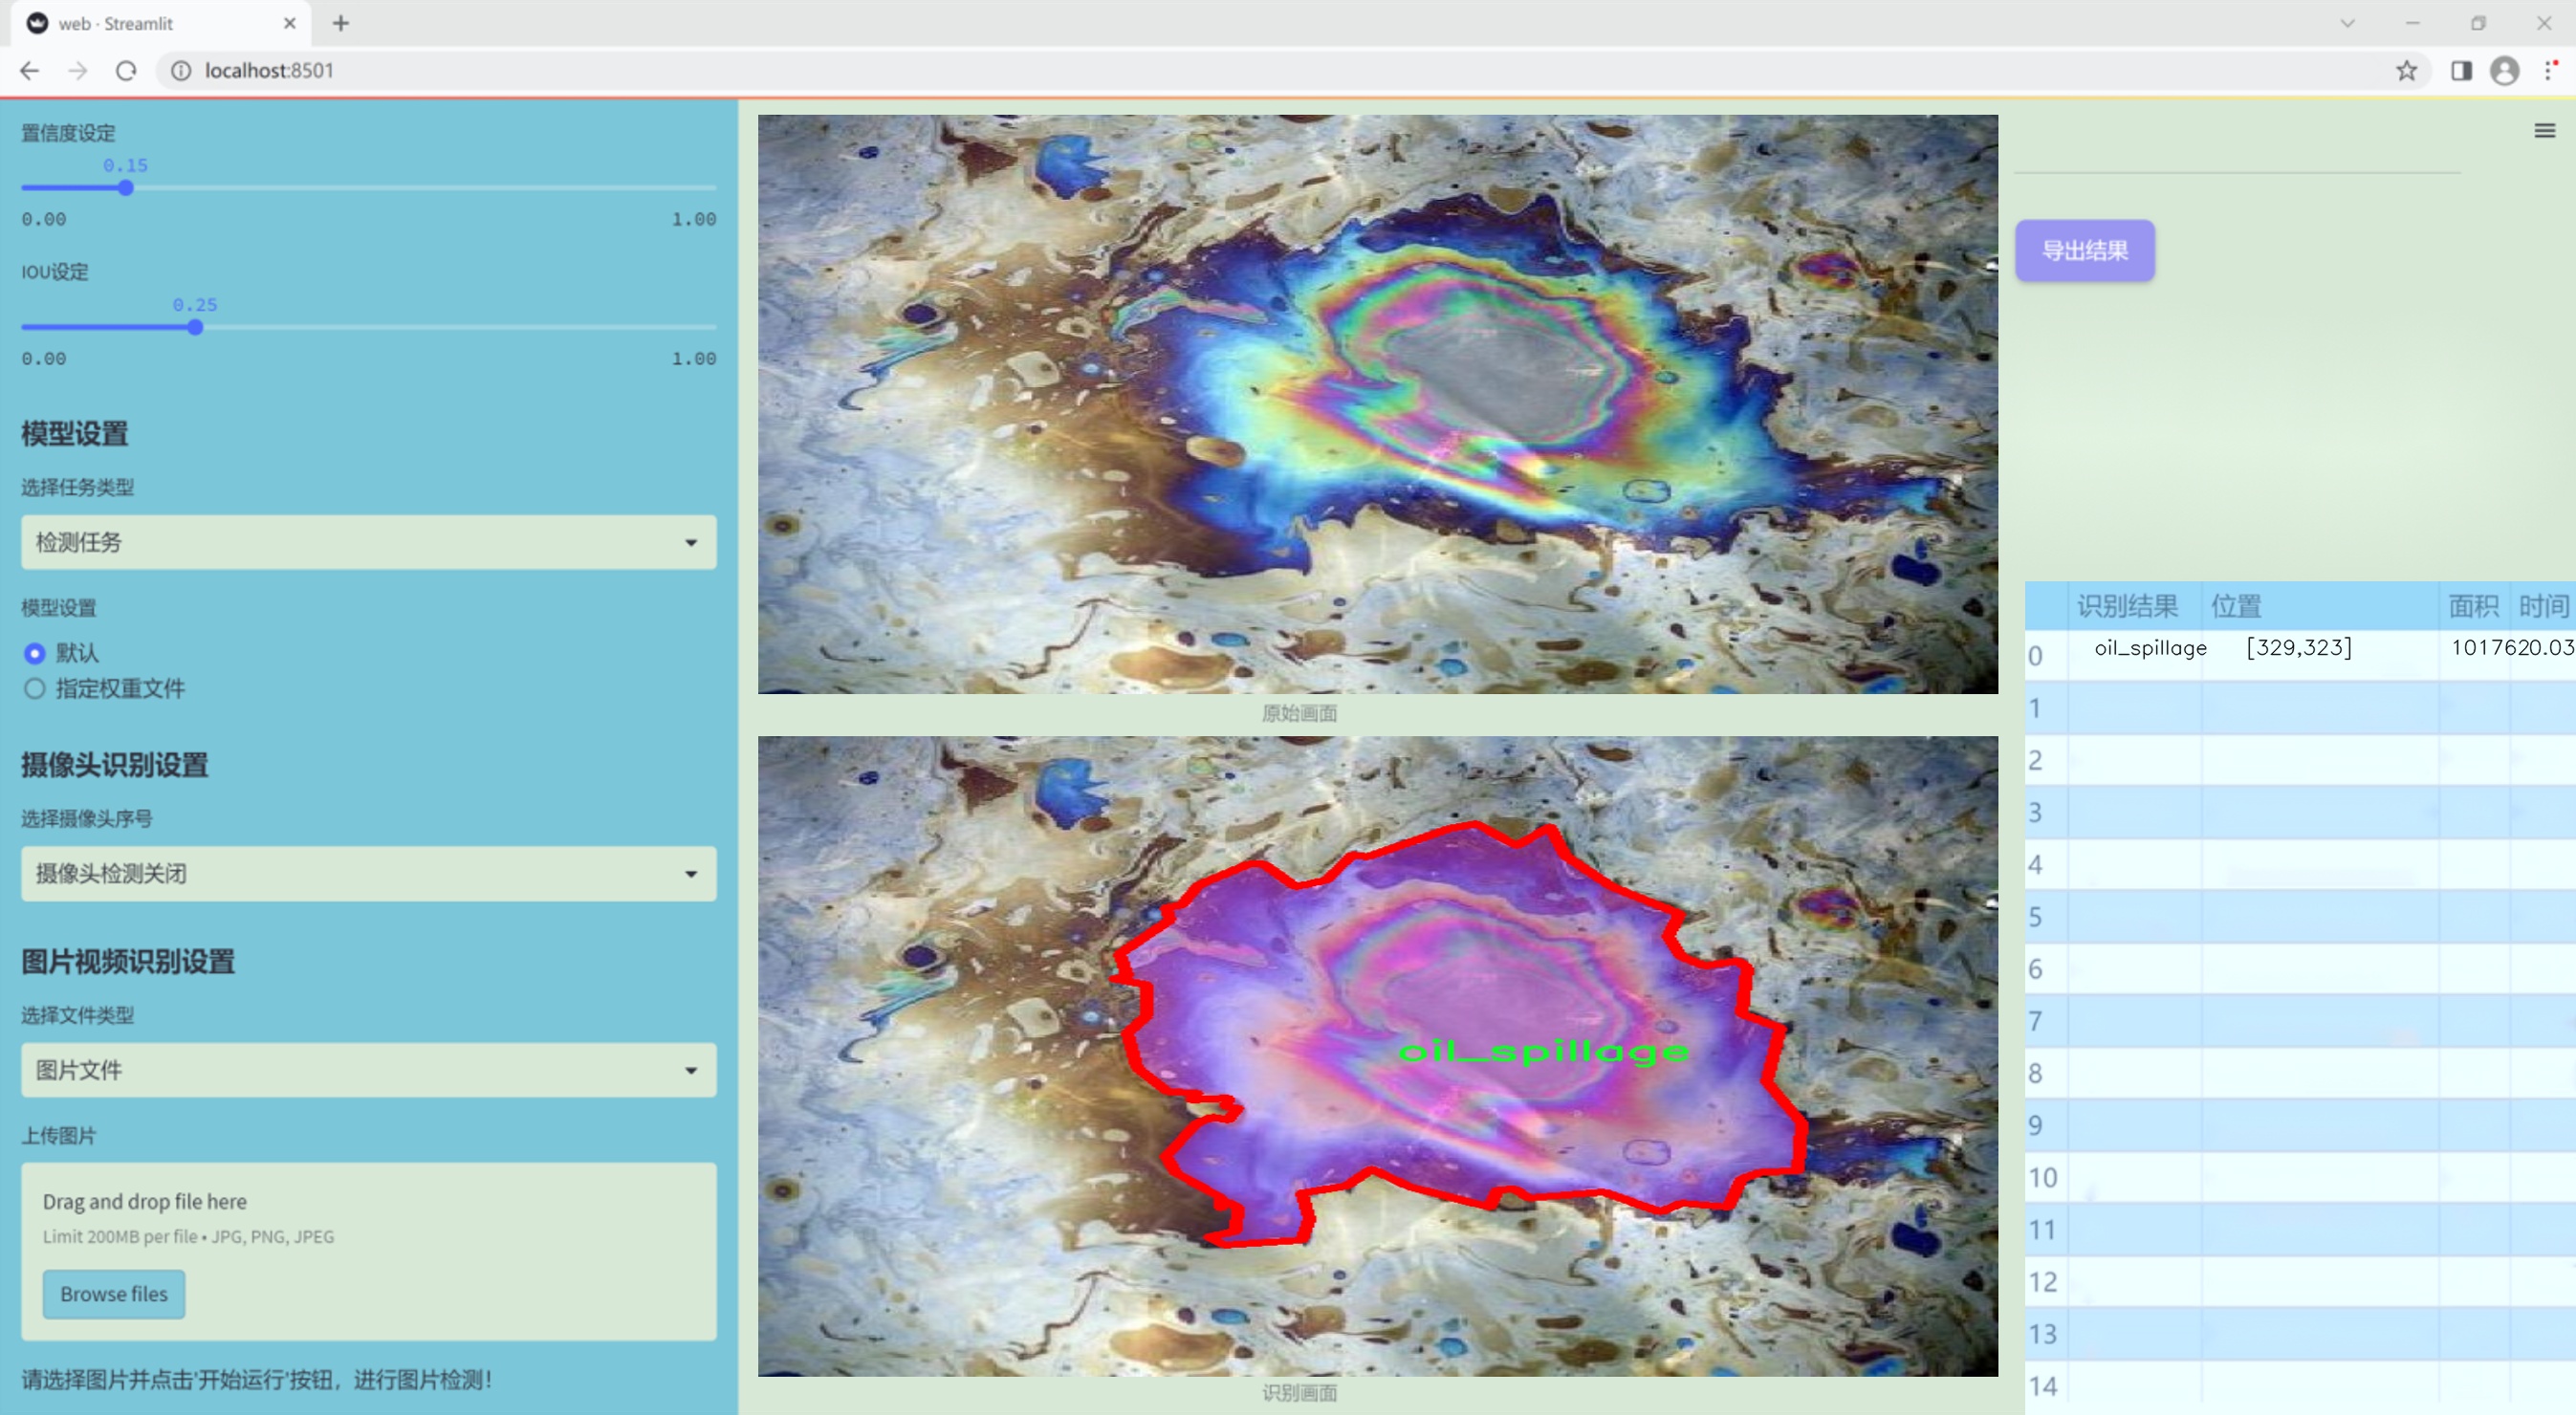 web · Streamlit
localhost:8501
置信度设定
0.15
0.00 1.00
IOU设定
0.25
0.00 1.00
模型设置
选择任务类型
检测任务
模型设置
默认
指定权重文件
摄像头识别设置
选择摄像头序号
摄像头检测关闭
图片视频识别设置
选择文件类型
图片文件
上传图片
Drag and drop file here
Limit 200MB per file • JPG, PNG, JPEG
Browse files
请选择图片并点击'开始运行'按钮，进行图片检测！
原始画面
oil_spillage
识别画面
导出结果
识别结果 位置 面积 时间
0 oil_spillage [329,323] 1017620.03
1
2
3
4
5
6
7
8
9
10
11
12
13
14